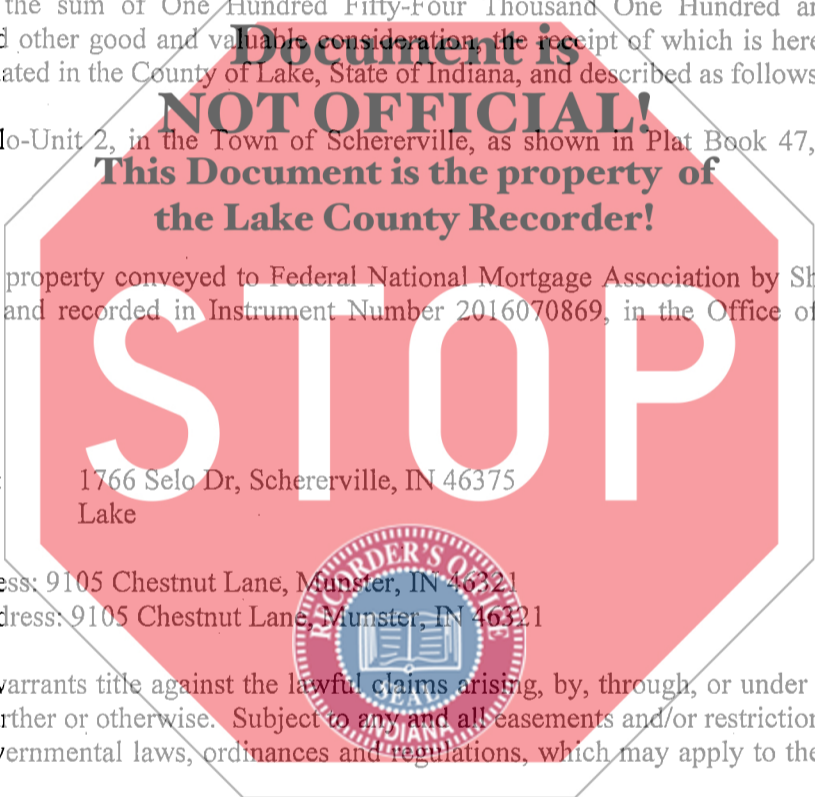 the sum of One Hundred Fifty-Four Thousand One Hundred
other good and valuable consideration, the receipt of which is
Document is
in the County of Lake, State of Indiana, and described as follows
NOT OFFICIAL!
Unit 2, in the Town of Schererville, as shown in Plat Book 47,
This Document is the property of
the Lake County Recorder!
property conveyed to Federal National Mortgage Association by
and recorded in Instrument Number 2016070869, in the Office of
STOP
1766 Selo Dr, Schererville, IN 46375
Lake
RECORDER'S OFFICE
ess: 9105 Chestnut Lane, Munster, IN 46321
dress: 9105 Chestnut Lane, Munster, IN 46321
warrants title against the lawful claims arising, by, through, or under
SEAL
rther or otherwise. Subject to any and all easements and/or restriction
INDIANA
vernmental laws, ordinances and regulations, which may apply to the